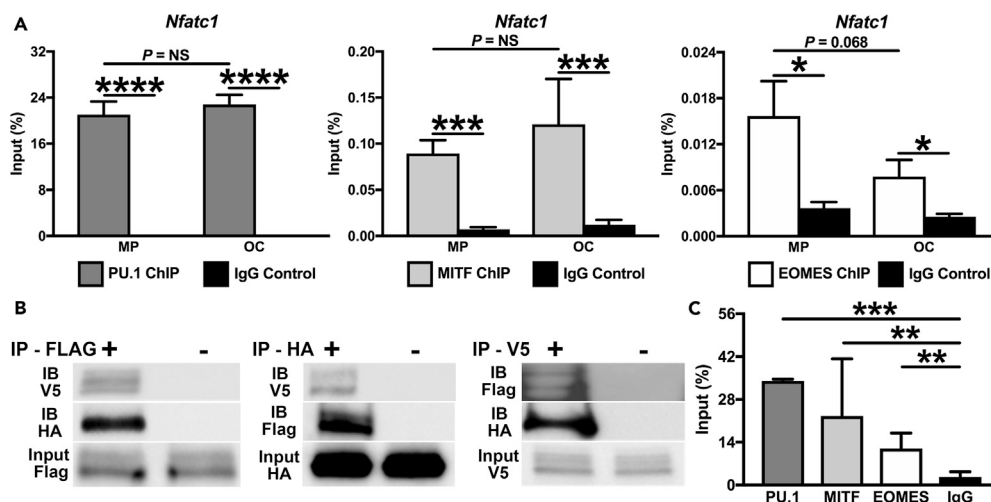 A
Nfatc1
P = NS
**** ****
Input (%)
32
24
16
8
0
MP OC
PU.1 ChIP IgG Control
Nfatc1
P = NS
*** ***
Input (%)
0.20
0.15
0.10
0.05
0.00
MP OC
MITF ChIP IgG Control
Nfatc1
P = 0.068
* *
Input (%)
0.024
0.018
0.012
0.006
0.000
MP OC
EOMES ChIP IgG Control
B
IP - FLAG + -
IB
V5
IB
HA
Input
Flag
IP - HA + -
IB
V5
IB
Flag
Input
HA
IP - V5 + -
IB
Flag
IB
HA
Input
V5
C
***
**
**
Input (%)
56
42
28
14
0
PU.1 MITF EOMES IgG